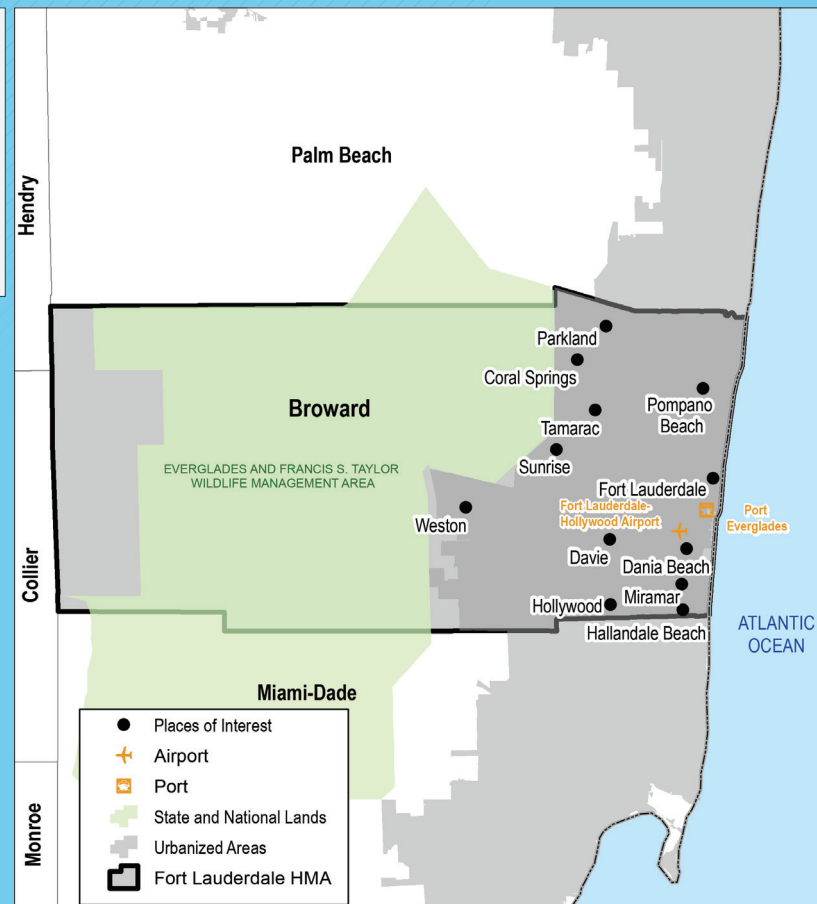 Palm Beach
Hendry
Parkland
Coral Springs
Broward
Pompano
Beach
Tamarac
Sunrise
EVERGLADES AND FRANCIS S. TAYLOR
WILDLIFE MANAGEMENT AREA
Fort Lauderdale
Weston
Fort Lauderdale-
Hollywood Airport
Port
Everglades
Davie
Dania Beach
Collier
Miramar
Hollywood
Hallandale Beach
ATLANTIC
OCEAN
Miami-Dade
Monroe
Places of Interest
Airport
Port
State and National Lands
Urbanized Areas
Fort Lauderdale HMA